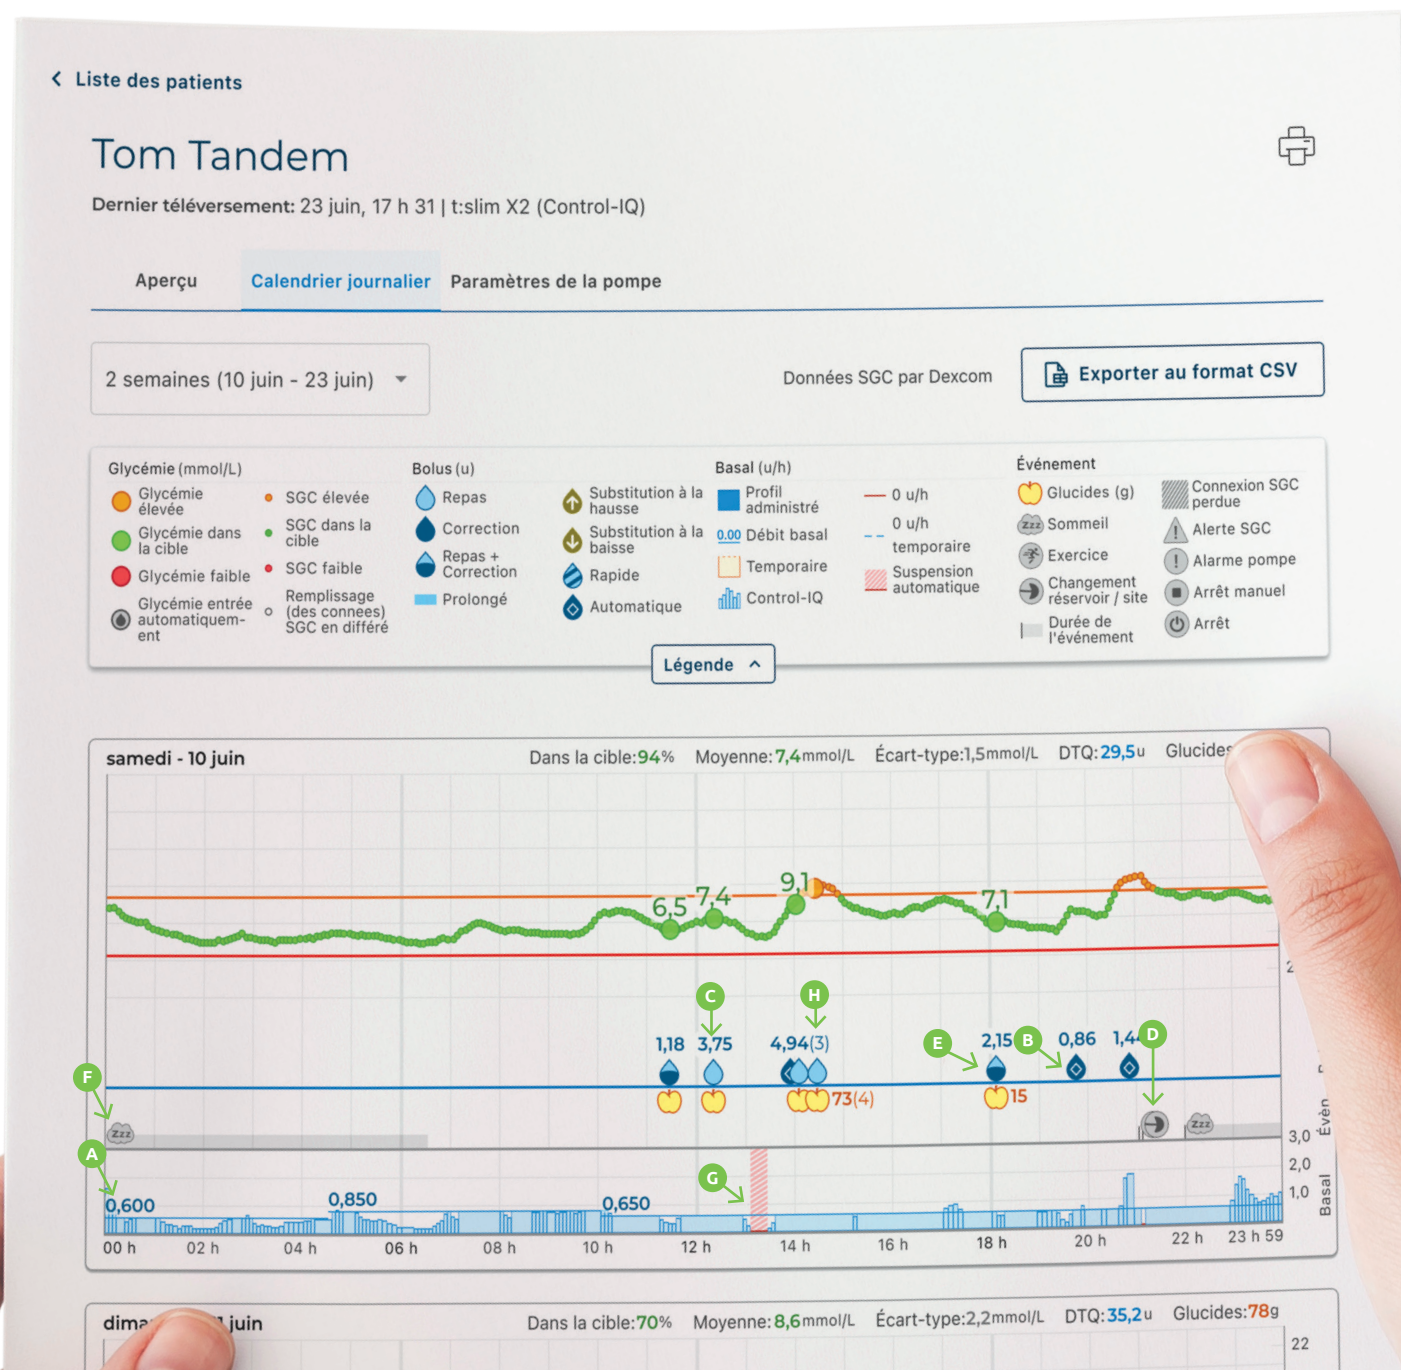 Liste des patients
Tom Tandem
Dernier téléversement: 23 juin, 17 h 31 | t:slim X2 (Control-IQ)
Aperçu
Calendrier journalier
Paramètres de la pompe
2 semaines (10 juin - 23 juin)
Données SGC par Dexcom
Exporter au format CSV
Glycémie (mmol/L)
Glycémie
élevée
Glycémie dans
la cible
Glycémie faible
Glycémie entrée
automatiquem-
ent
SGC élevée
SGC dans la
cible
SGC faible
Remplissage
(des connees)
SGC en différé
Bolus (u)
Repas
Correction
Repas +
Correction
Prolongé
Substitution à la
hausse
Substitution à la
baisse
Rapide
Automatique
Basal (u/h)
Profil
administré
0.00 Débit basal
Temporaire
Control-IQ
0 u/h
0 u/h
temporaire
Suspension
automatique
Événement
Glucides (g)
Zzz Sommeil
Exercice
Changement
réservoir / site
Durée de
l'événement
Connexion SGC
perdue
Alerte SGC
Alarme pompe
Arrêt manuel
Arrêt
Légende
samedi - 10 juin
Dans la cible:94% Moyenne:7,4mmol/L Écart-type:1,5mmol/L DTQ:29,5u Glucides
6,5 7,4 9,1 7,1
C H
1,18 3,75 4,94(3) E 2,15 B 0,86 D
F
73(4) 15
Zzz Zzz
3,0
2,0
1,0
Basal
A G
0,600 0,850 0,650
00 h 02 h 04 h 06 h 08 h 10 h 12 h 14 h 16 h 18 h 20 h 22 h 23 h 59
juin
Dans la cible:70% Moyenne:8,6mmol/L Écart-type:2,2mmol/L DTQ:35,2u Glucides:78g
22